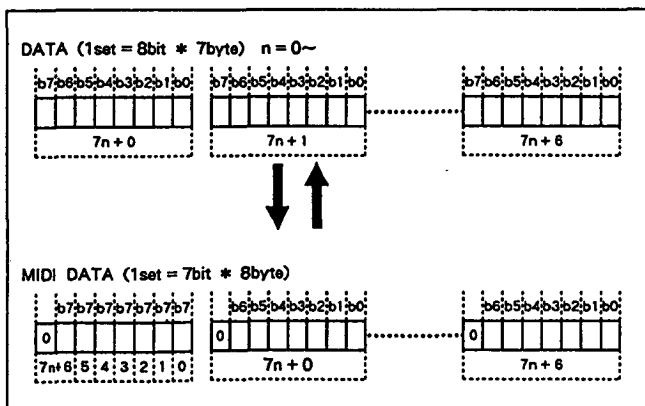 DATA (1set = 8bit * 7byte) n = 0~
b7 b6 b5 b4 b3 b2 b1 b0 b7 b6 b5 b4 b3 b2 b1 b0 b7 b6 b5 b4 b3 b2 b1 b0
7n + 0 7n + 1 7n + 6
MIDI DATA (1set = 7bit * 8byte)
b7 b7 b7 b7 b7 b7 b7 b6 b5 b4 b3 b2 b1 b0 b6 b5 b4 b3 b2 b1 b0
0 0 0
7n+6 5 4 3 2 1 0 7n + 0 7n + 6